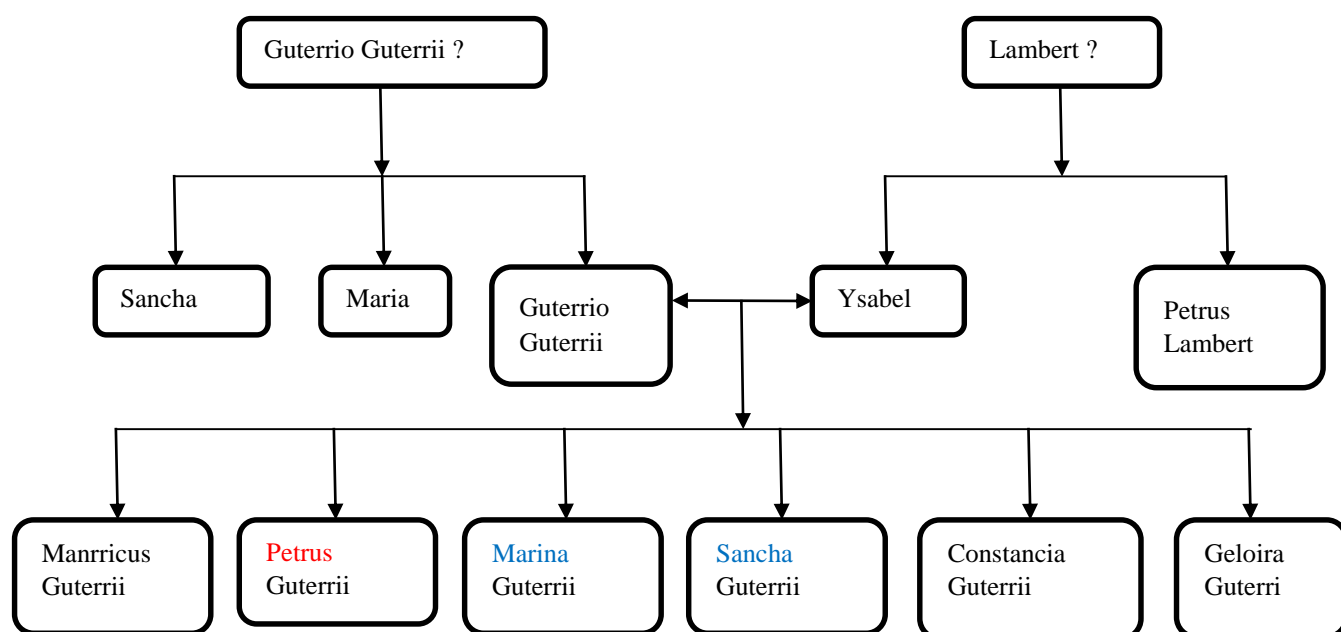 Guterrio Guterrii ?
Lambert ?
Sancha
Maria
Guterrio
Guterrii
Ysabel
Petrus
Lambert
Manrricus
Guterrii
Petrus
Guterrii
Marina
Guterrii
Sancha
Guterrii
Constancia
Guterrii
Geloira
Guterri